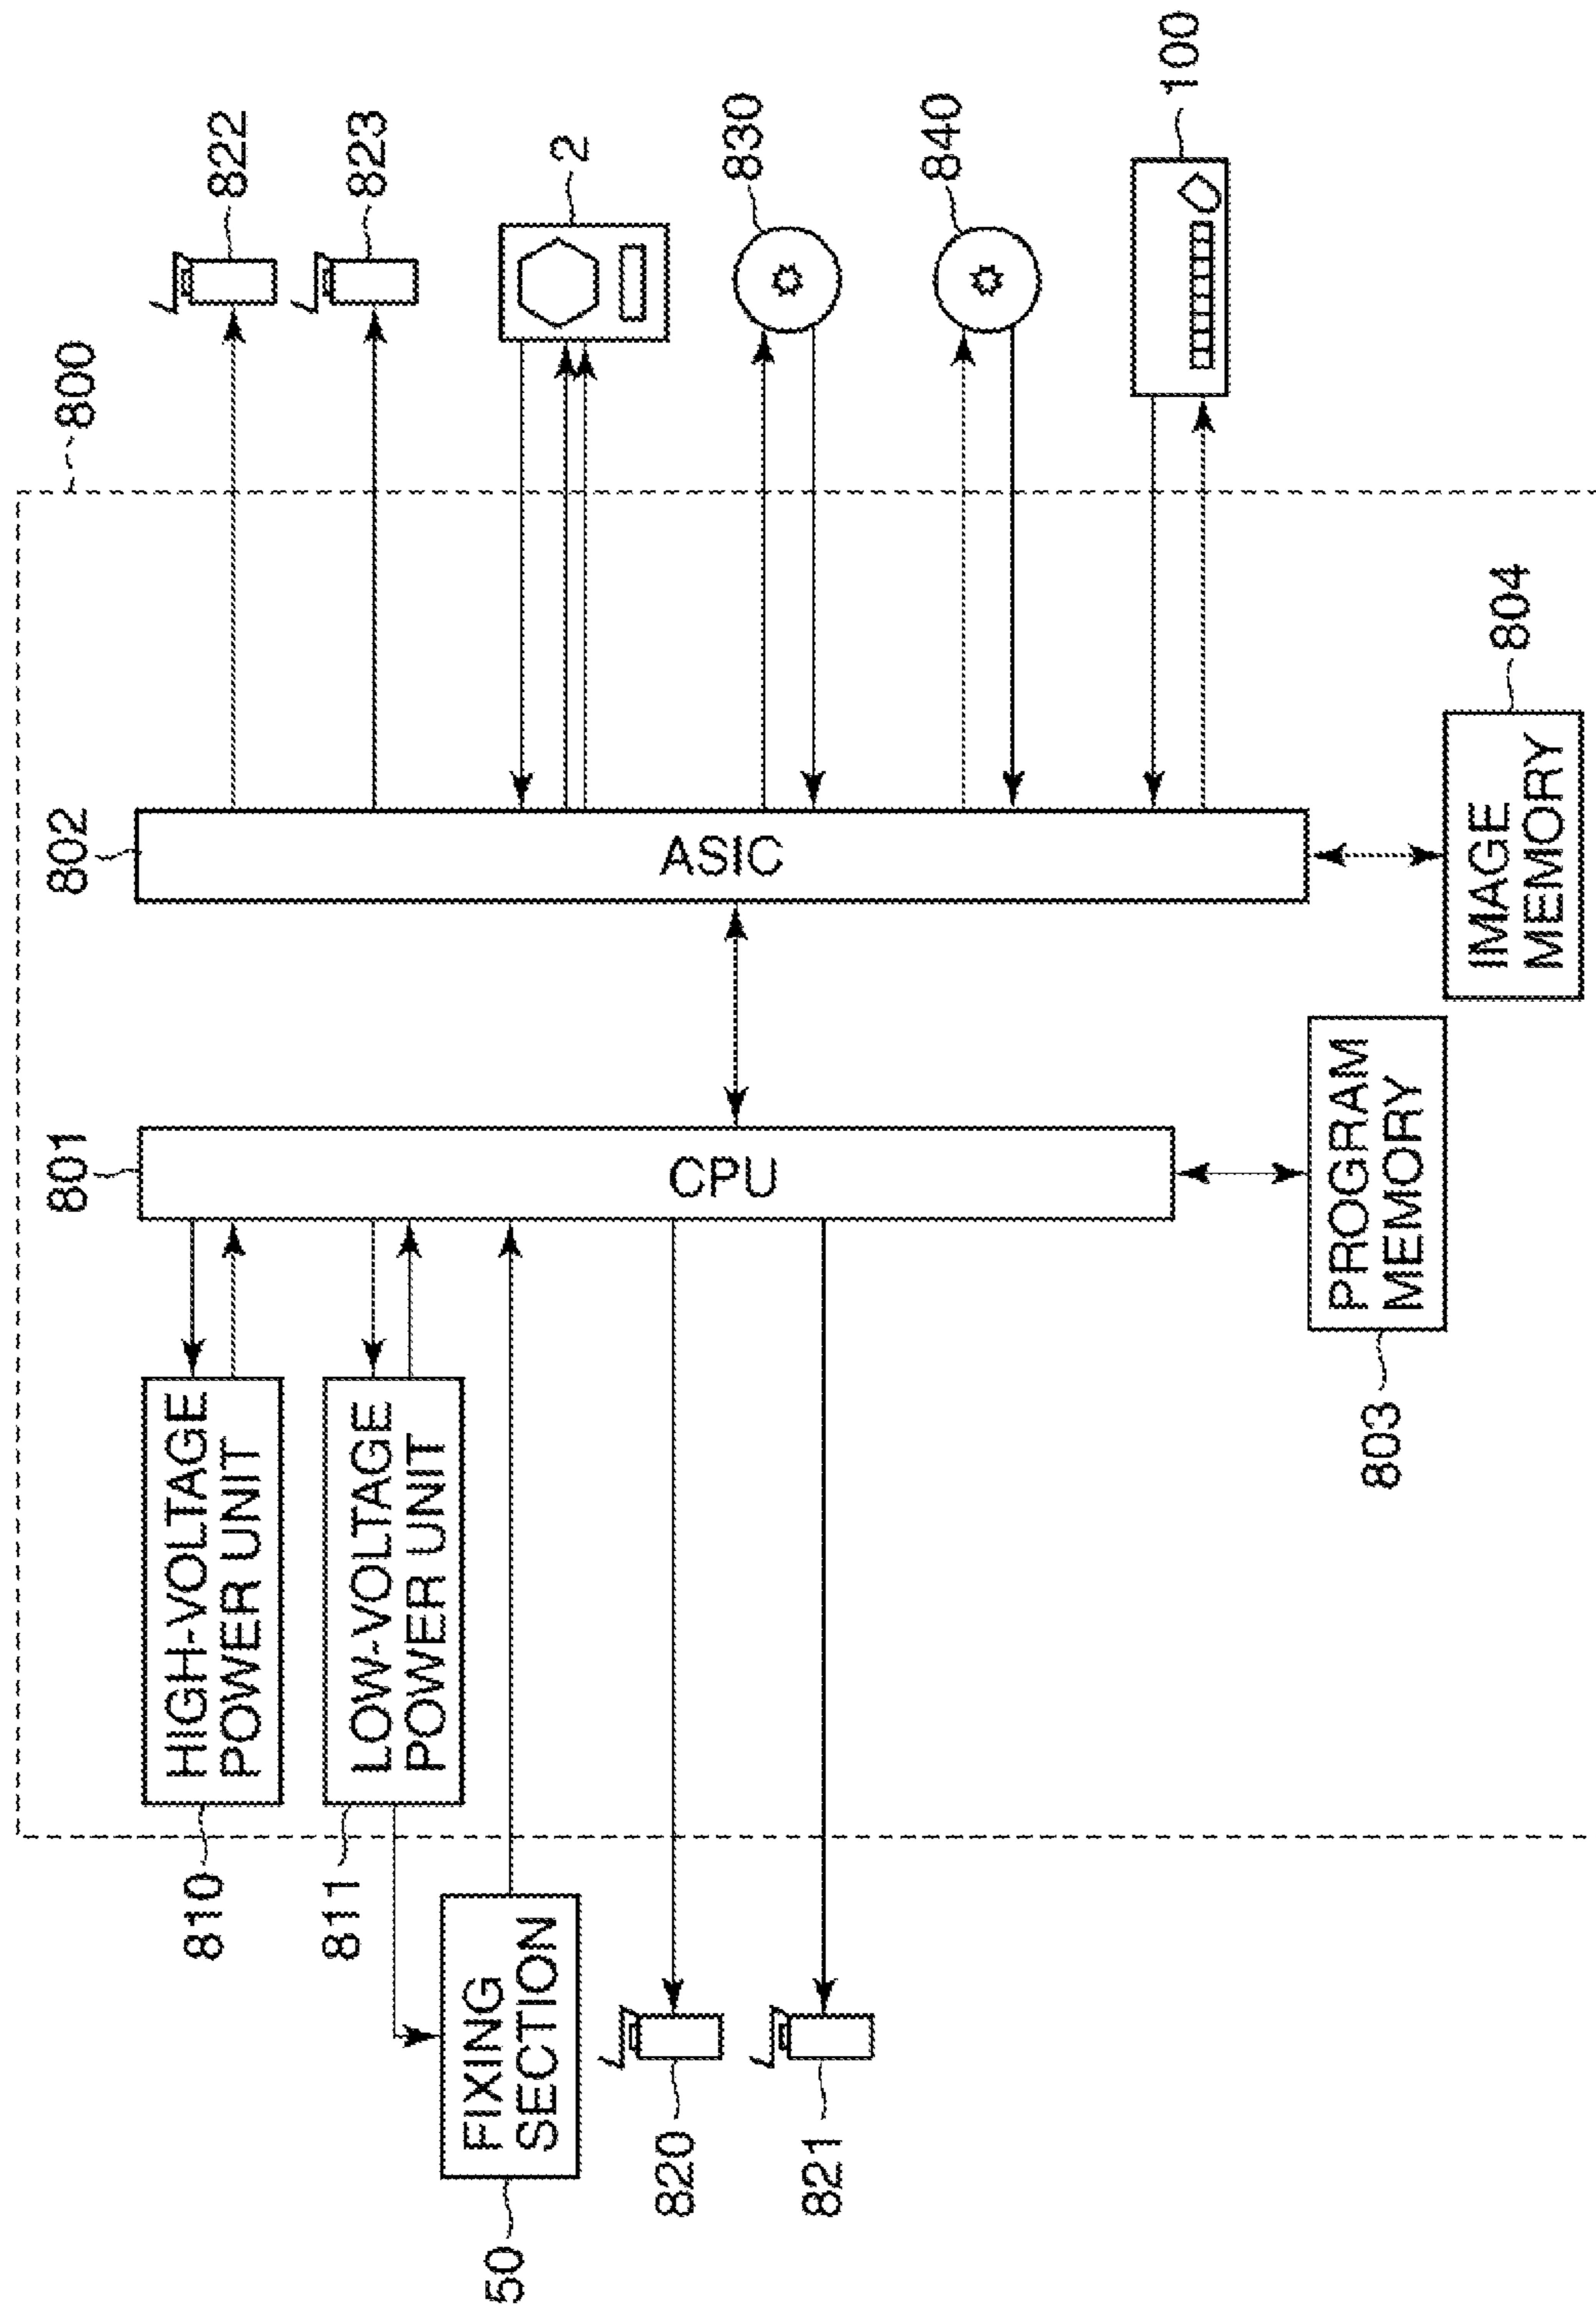 800
810
HIGH-VOLTAGE
POWER UNIT
801
802
822
811
LOW-VOLTAGE
POWER UNIT
823
50
FIXING
SECTION
2
820
CPU
ASIC
830
821
840
803
PROGRAM
MEMORY
804
IMAGE
MEMORY
100